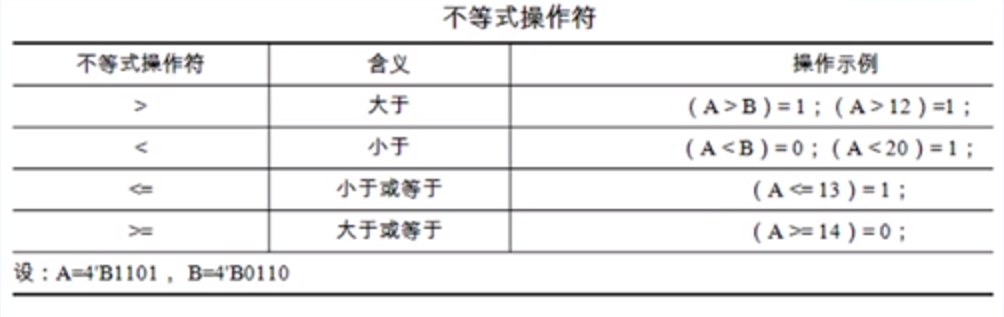 不等式操作符
不等式操作符 含义 操作示例
> 大于 (A>B)=1；(A>12)=1；
< 小于 (A<B)=0；(A<20)=1；
<= 小于或等于 (A<=13)=1；
>= 大于或等于 (A>=14)=0；
设：A=4'B1101， B=4'B0110